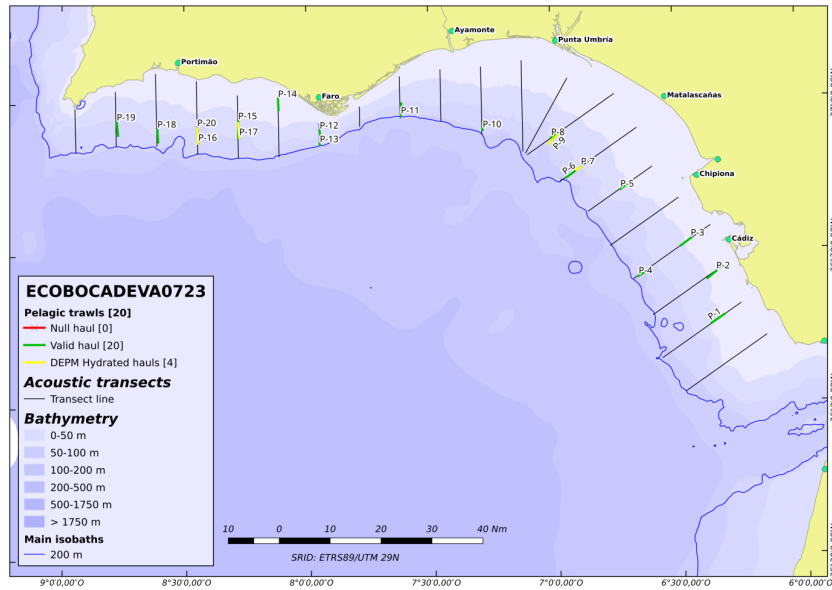 Ayamonte
Punta Umbría
Portimão
Faro
Matalascañas
Chipiona
Cádiz
P-19
P-18
P-20
P-16
P-15
P-17
P-14
P-12
P-13
P-11
P-10
P-8
P-9
P-6
P-7
P-5
P-3
P-4
P-2
P-1
ECOBOCADEVA0723
Pelagic trawls [20]
Null haul [0]
Valid haul [20]
DEPM Hydrated hauls [4]
Acoustic transects
Transect line
Bathymetry
0-50 m
50-100 m
100-200 m
200-500 m
500-1750 m
> 1750 m
Main isobaths
200 m
10 0 10 20 30 40 Nm
SRID: ETRS89/UTM 29N
9°0'0,00"O 8°30'0,00"O 8°0'0,00"O 7°30'0,00"O 7°0'0,00"O 6°30'0,00"O 6°0'0,00"O